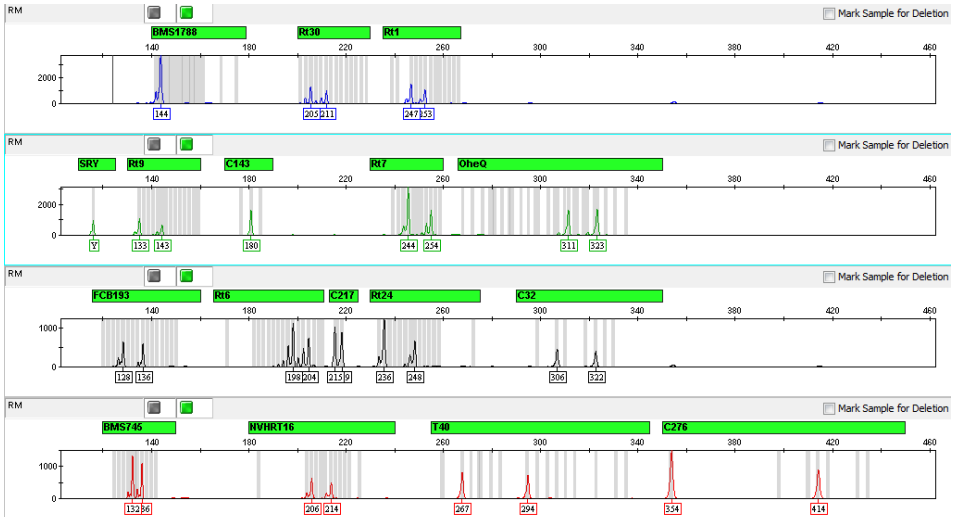 RM Mark Sample for Deletion
BMS1788 Rt30 Rt1
140 180 220 260 300 340 380 420 460
2000
0
144 205 211 247 253
RM Mark Sample for Deletion
SRY Rt9 C143 Rt7 OheQ
140 180 220 260 300 340 380 420 460
2000
0
Y 133 143 180 244 254 311 323
RM Mark Sample for Deletion
FCB193 Rt6 C217 Rt24 C32
140 180 220 260 300 340 380 420 460
1000
0
128 136 198 204 215 9 236 248 306 322
RM Mark Sample for Deletion
BMS745 NVHRT16 T40 C276
140 180 220 260 300 340 380 420 460
1000
0
132 36 206 214 267 294 354 414